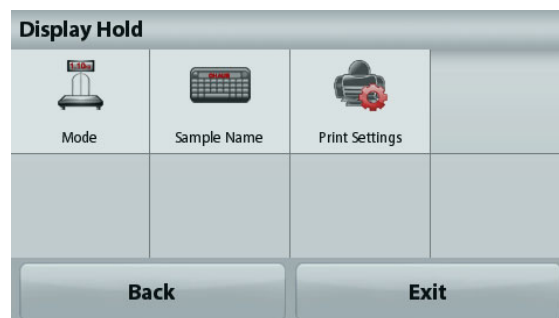 Display Hold
Mode
Sample Name
Print Settings
Back
Exit